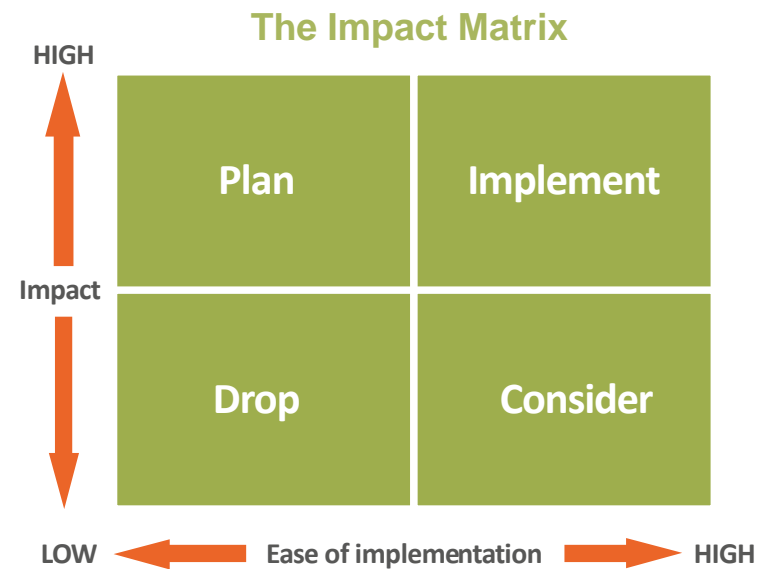 The Impact Matrix
HIGH
Plan
Implement
Impact
Drop
Consider
LOW
Ease of implementation
HIGH